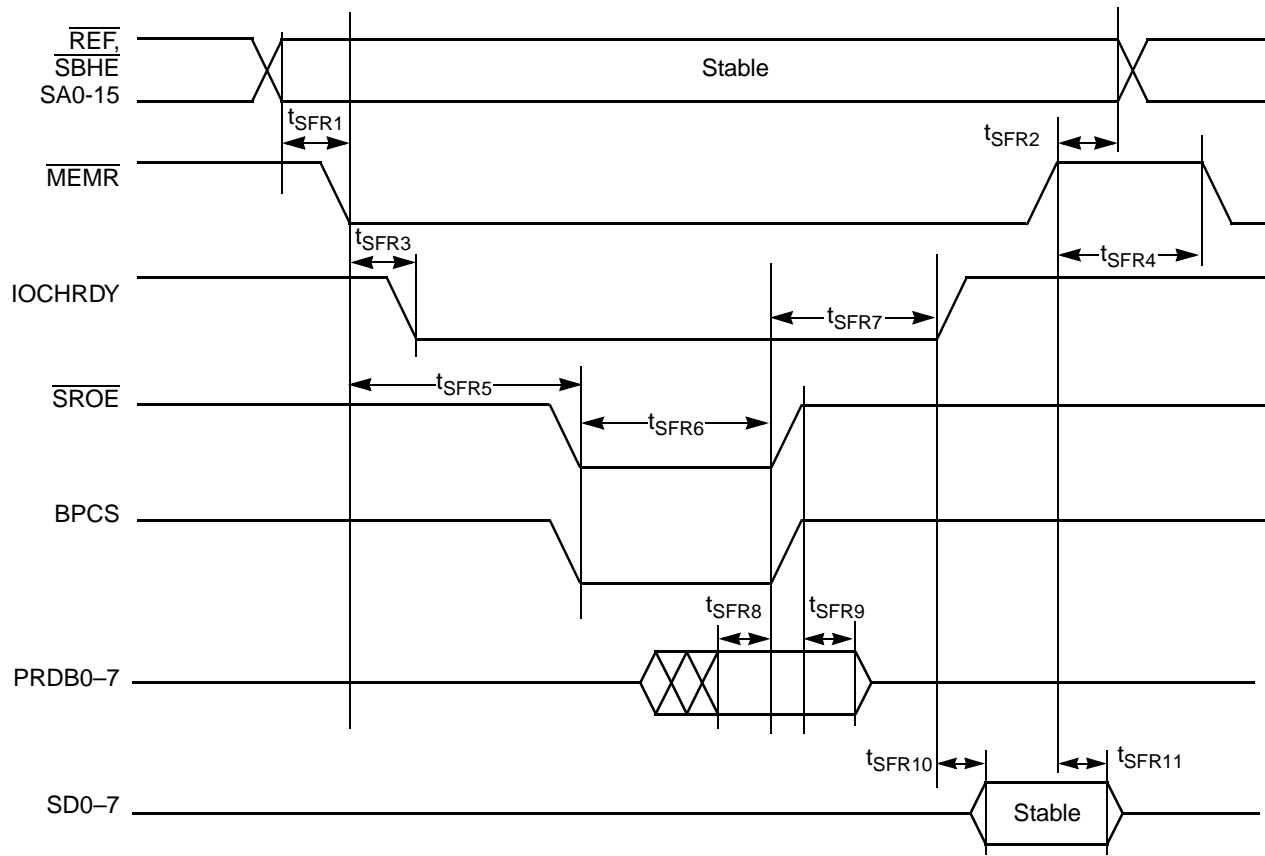 REF,
SBHE
SA0-15
Stable
tSFR1
tSFR2
MEMR
tSFR3
tSFR4
IOCHRDY
tSFR7
tSFR5
SROE
tSFR6
BPCS
tSFR8
tSFR9
PRDB0–7
tSFR10
tSFR11
SD0–7
Stable